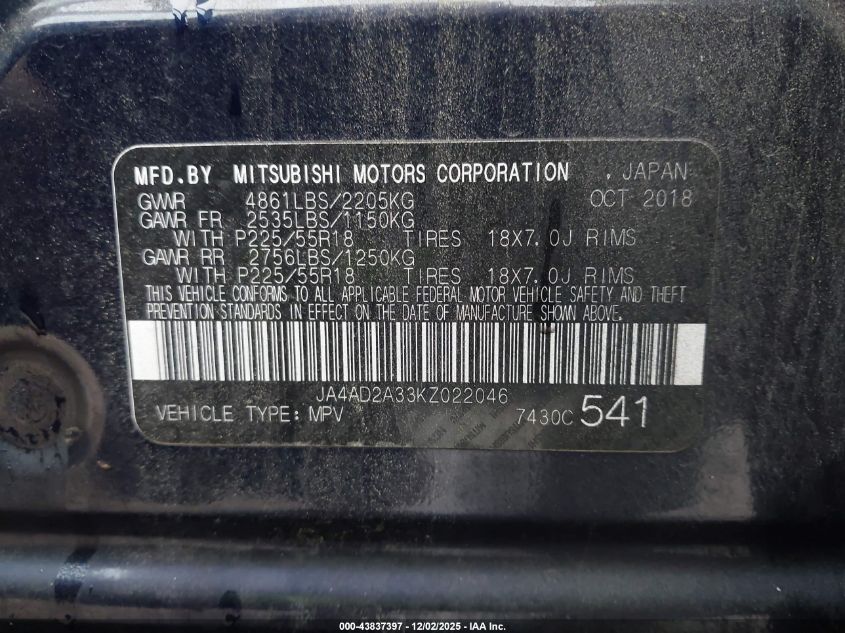 MFD.BY MITSUBISHI MOTORS CORPORATION , JAPAN
GVWR 4861LBS/2205KG OCT 2018
GAWR FR 2535LBS/1150KG
WITH P225/55R18 TIRES 18X7.0J RIMS
GAWR RR 2756LBS/1250KG
WITH P225/55R18 TIRES 18X7.0J RIMS
THIS VEHICLE CONFORMS TO ALL APPLICABLE FEDERAL MOTOR VEHICLE SAFETY AND THEFT
PREVENTION STANDARDS IN EFFECT ON THE DATE OF MANUFACTURE SHOWN ABOVE.
JA4AD2A33KZ022046
VEHICLE TYPE: MPV 7430C 541
000-43837397 - 12/02/2025 - IAA Inc.